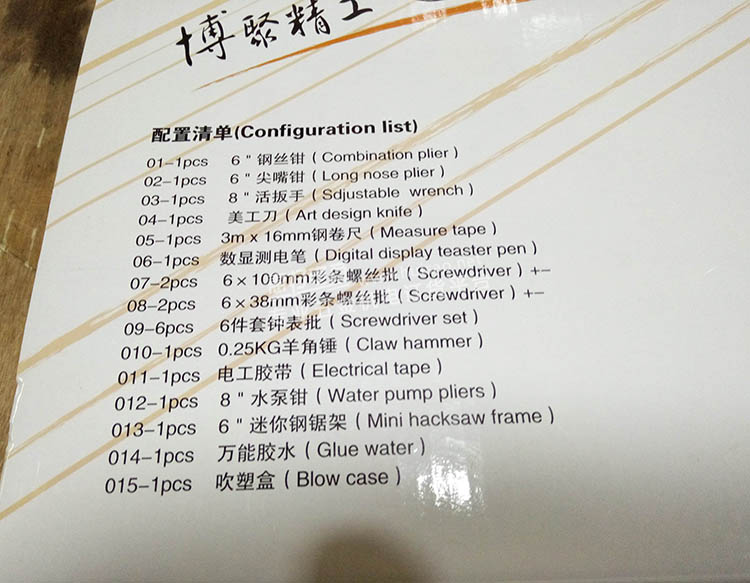 博聚精工
配置清单(Configuration list)
01-1pcs 6"钢丝钳(Combination plier)
02-1pcs 6"尖嘴钳(Long nose plier)
03-1pcs 8"活扳手(Sdjustable wrench)
04-1pcs 美工刀(Art design knife)
05-1pcs 3m x 16mm钢卷尺(Measure tape)
06-1pcs 数显测电笔(Digital display teaster pen)
07-2pcs 6×100mm彩条螺丝批(Screwdriver)+-
08-2pcs 6×38mm彩条螺丝批(Screwdriver)+-
09-6pcs 6件套钟表批(Screwdriver set)
010-1pcs 0.25KG羊角锤(Claw hammer)
011-1pcs 电工胶带(Electrical tape)
012-1pcs 8"水泵钳(Water pump pliers)
013-1pcs 6"迷你钢锯架(Mini hacksaw frame)
014-1pcs 万能胶水(Glue water)
015-1pcs 吹塑盒(Blow case)